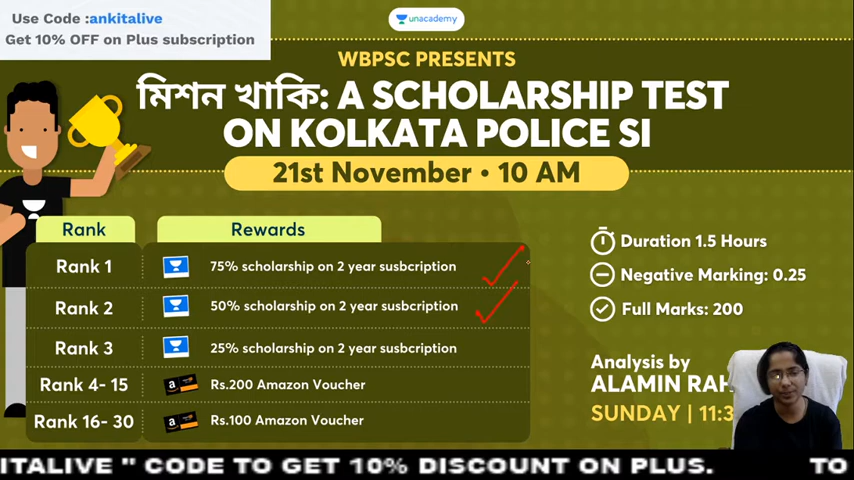 Use Code :ankitalive
Get 10% OFF on Plus subscription
unacademy
WBPSC PRESENTS
মিশন খাকি: A SCHOLARSHIP TEST
ON KOLKATA POLICE SI
21st November • 10 AM
Rank Rewards
Rank 1 75% scholarship on 2 year susbcription
Rank 2 50% scholarship on 2 year susbcription
Rank 3 25% scholarship on 2 year susbcription
Rank 4- 15 Rs.200 Amazon Voucher
Rank 16- 30 Rs.100 Amazon Voucher
Duration 1.5 Hours
Negative Marking: 0.25
Full Marks: 200
Analysis by
ALAMIN RAH
SUNDAY | 11:3
ITALIVE " CODE TO GET 10% DISCOUNT ON PLUS. TO